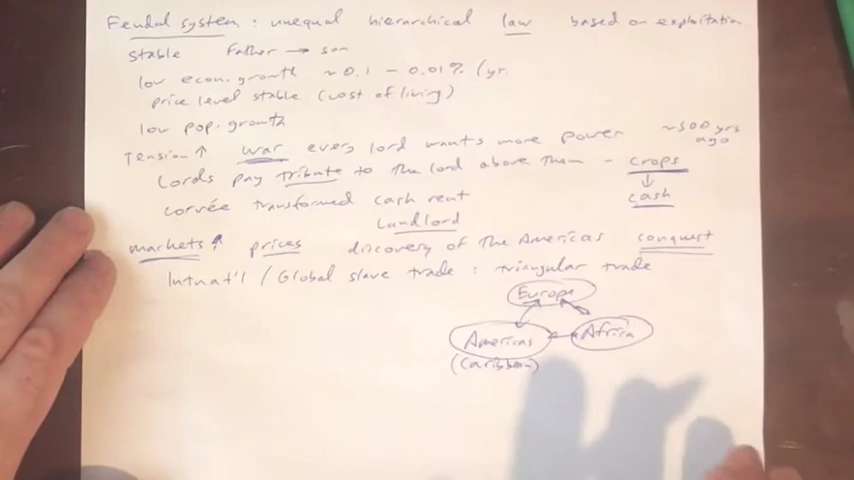 Feudal system : unequal hierarchical law based on exploitation
stable Father → son
low econ. growth ~0.1 - 0.01% (yr.
price level stable (cost of living)
low pop. growth
Tension ↑ war every lord wants more power ~500 yrs ago
Lords pay tribute to the lord above them - crops
↓
corvée transformed cash rent cash
Landlord
markets ↑ prices discovery of the Americas conquest
Intnat'l / Global slave trade : triangular trade
Europe
Americas Africa
(Caribbean)